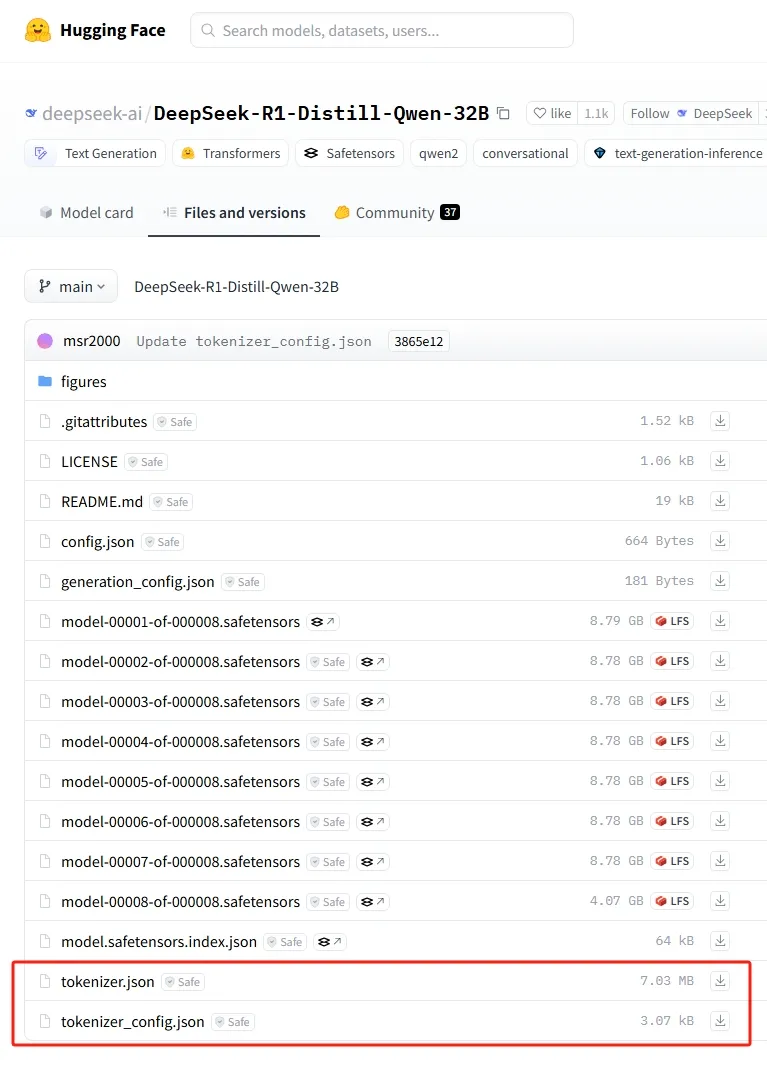 Hugging Face Search models, datasets, users...
deepseek-ai/DeepSeek-R1-Distill-Qwen-32B like 1.1k Follow DeepSeek
Text Generation Transformers Safetensors qwen2 conversational text-generation-inference
Model card Files and versions Community 37
main DeepSeek-R1-Distill-Qwen-32B
msr2000 Update tokenizer_config.json 3865e12
figures
.gitattributes Safe 1.52 kB
LICENSE Safe 1.06 kB
README.md Safe 19 kB
config.json Safe 664 Bytes
generation_config.json Safe 181 Bytes
model-00001-of-000008.safetensors 8.79 GB LFS
model-00002-of-000008.safetensors Safe 8.78 GB LFS
model-00003-of-000008.safetensors Safe 8.78 GB LFS
model-00004-of-000008.safetensors Safe 8.78 GB LFS
model-00005-of-000008.safetensors Safe 8.78 GB LFS
model-00006-of-000008.safetensors Safe 8.78 GB LFS
model-00007-of-000008.safetensors Safe 8.78 GB LFS
model-00008-of-000008.safetensors Safe 4.07 GB LFS
model.safetensors.index.json Safe 64 kB
tokenizer.json Safe 7.03 MB
tokenizer_config.json Safe 3.07 kB